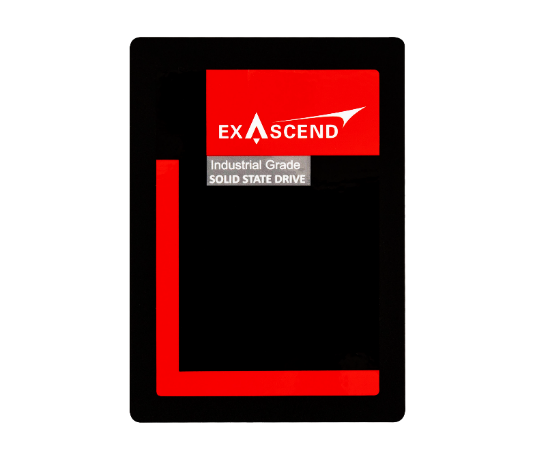 EXASCEND
Industrial Grade
SOLID STATE DRIVE